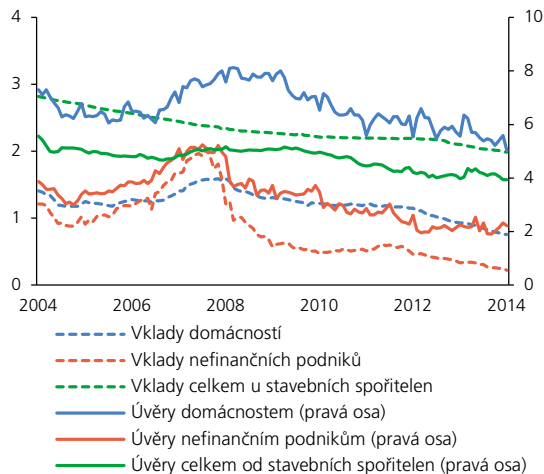 4 10
8
3
6
2
4
1
2
0 0
2004 2006 2008 2010 2012 2014
Vklady domácností
Vklady nefinančních podniků
Vklady celkem u stavebních spořitelen
Úvěry domácnostem (pravá osa)
Úvěry nefinančním podnikům (pravá osa)
Úvěry celkem od stavebních spořitelen (pravá osa)